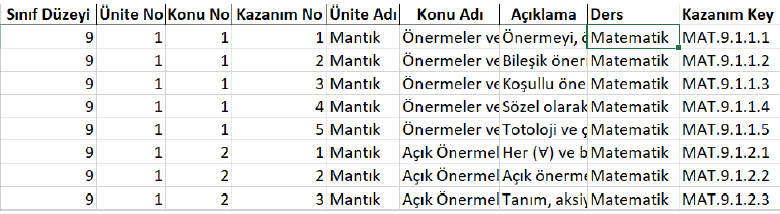 Sınıf Düzeyi Ünite No Konu No Kazanım No Ünite Adı Konu Adı Açıklama Ders Kazanım Key
9 1 1 1 Mantık Önermeler ve Önermeyi, ö Matematik MAT.9.1.1.1
9 1 1 2 Mantık Önermeler ve Bileşik öner Matematik MAT.9.1.1.2
9 1 1 3 Mantık Önermeler ve Koşullu öne Matematik MAT.9.1.1.3
9 1 1 4 Mantık Önermeler ve Sözel olarak Matematik MAT.9.1.1.4
9 1 1 5 Mantık Önermeler ve Totoloji ve ç Matematik MAT.9.1.1.5
9 1 2 1 Mantık Açık Önermel Her (∀) ve b Matematik MAT.9.1.2.1
9 1 2 2 Mantık Açık Önermel Açık önerme Matematik MAT.9.1.2.2
9 1 2 3 Mantık Açık Önermel Tanım, aksiy Matematik MAT.9.1.2.3